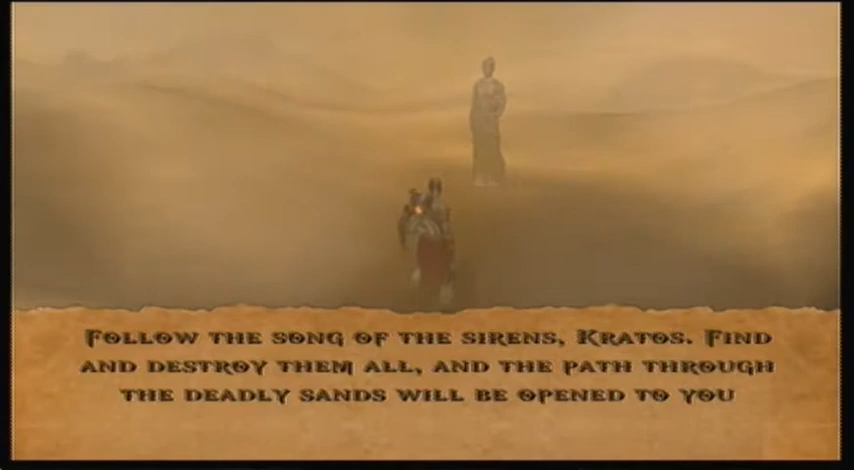 Follow the song of the sirens, Kratos. Find
and destroy them all, and the path through
the deadly sands will be opened to you